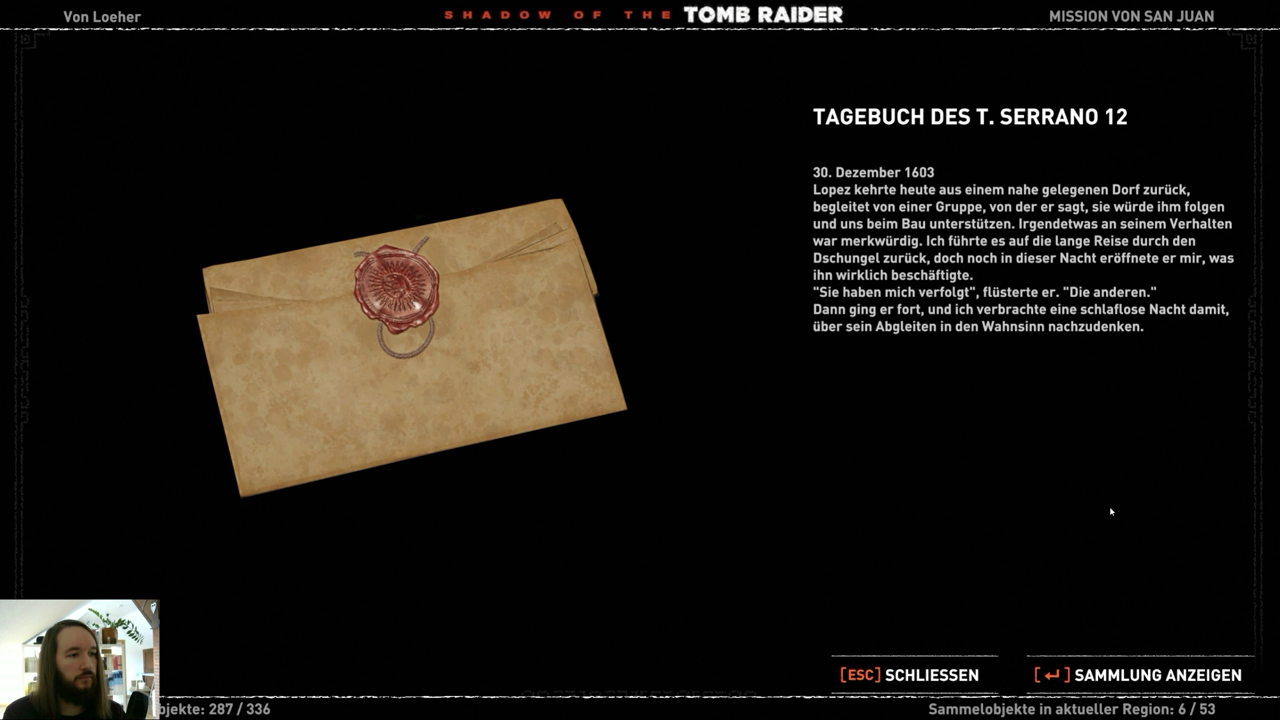 Von Loeher
SHADOW OF THE TOMB RAIDER
MISSION VON SAN JUAN
TAGEBUCH DES T. SERRANO 12
30. Dezember 1603
Lopez kehrte heute aus einem nahe gelegenen Dorf zurück,
begleitet von einer Gruppe, von der er sagt, sie würde ihm folgen
und uns beim Bau unterstützen. Irgendetwas an seinem Verhalten
war merkwürdig. Ich führte es auf die lange Reise durch den
Dschungel zurück, doch noch in dieser Nacht eröffnete er mir, was
ihn wirklich beschäftigte.
"Sie haben mich verfolgt", flüsterte er. "Die anderen."
Dann ging er fort, und ich verbrachte eine schlaflose Nacht damit,
über sein Abgleiten in den Wahnsinn nachzudenken.
[ESC] SCHLIESSEN
[↵] SAMMLUNG ANZEIGEN
bjekte: 287 / 336
Sammelobjekte in aktueller Region: 6 / 53